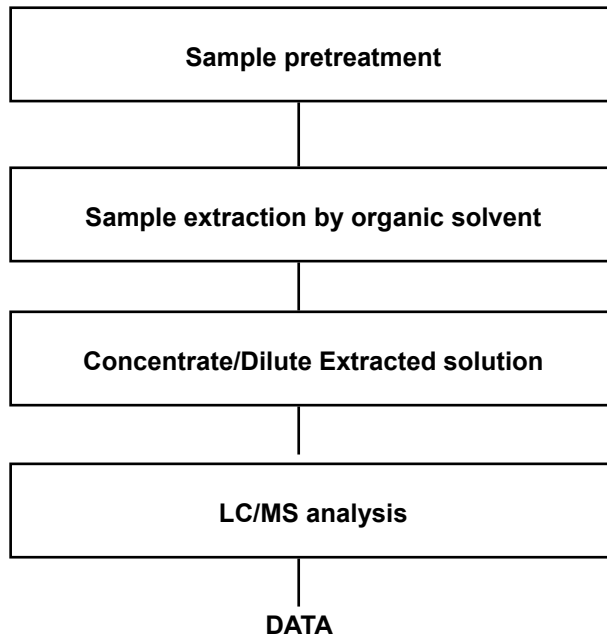 Sample pretreatment
Sample extraction by organic solvent
Concentrate/Dilute Extracted solution
LC/MS analysis
DATA